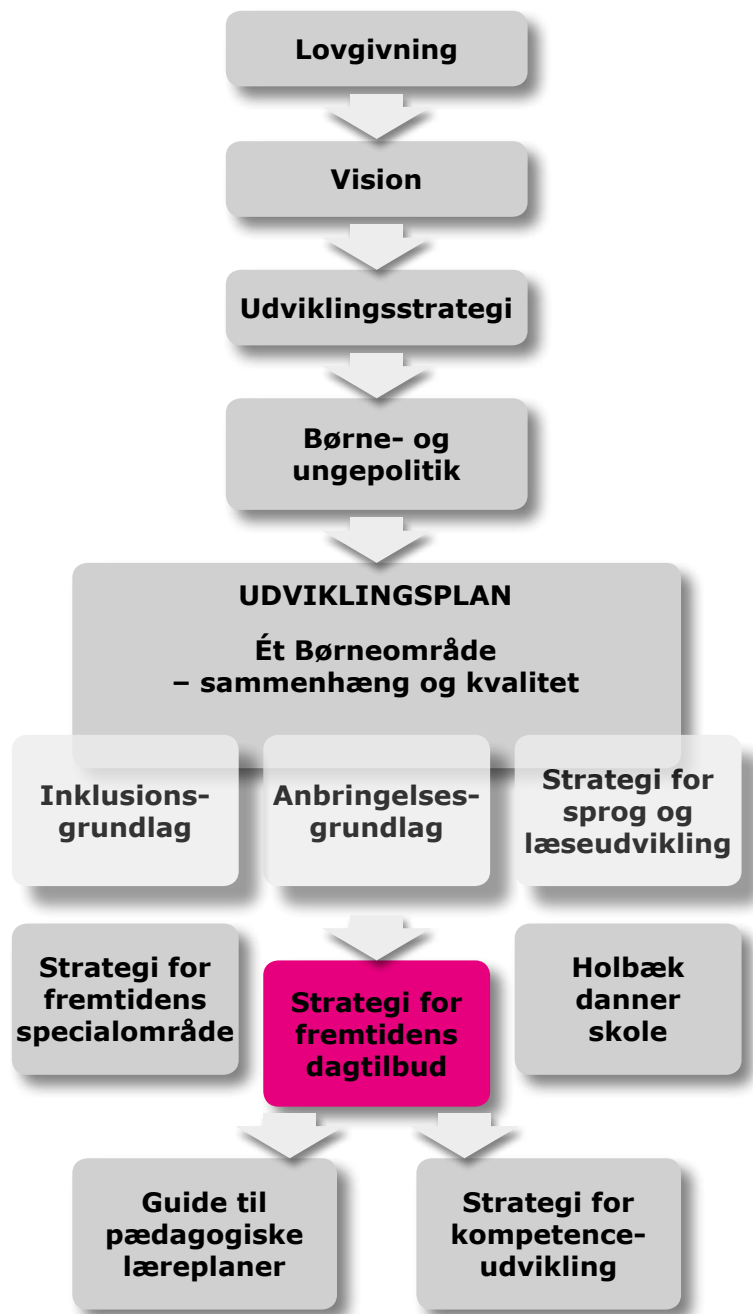 Lovgivning
Vision
Udviklingsstrategi
Børne- og
ungepolitik
UDVIKLINGSPLAN
Ét Børneområde
– sammenhæng og kvalitet
Inklusions-
grundlag
Anbringelses-
grundlag
Strategi for
sprog og
læseudvikling
Strategi for
fremtidens
specialområde
Strategi for
fremtidens
dagtilbud
Holbæk
danner
skole
Guide til
pædagogiske
læreplaner
Strategi for
kompetence-
udvikling